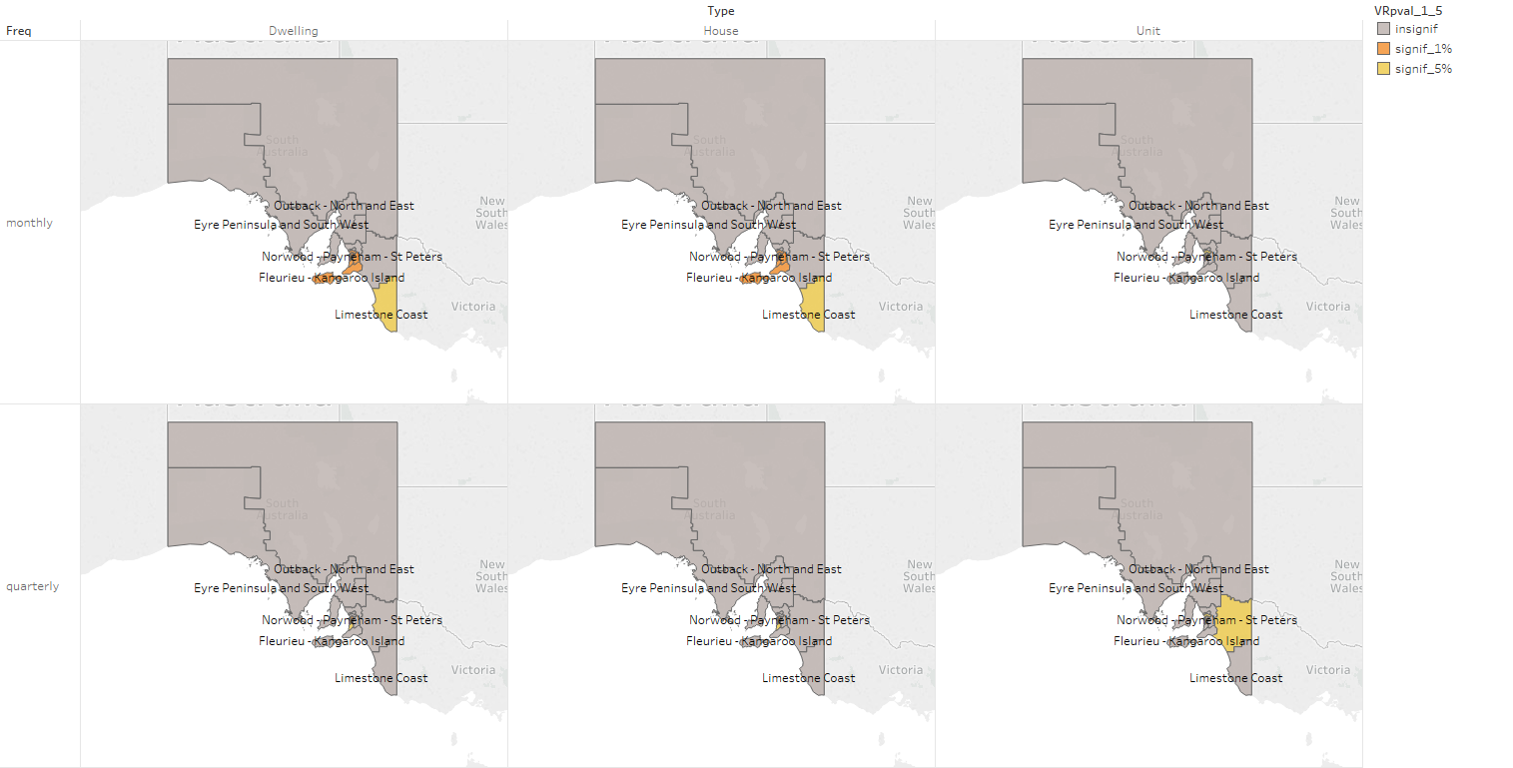 Type
VRpval_1_5
Freq
Dwelling
House
Unit
insignif
signif_1%
signif_5%
monthly
South
Australia
New
South
Wales
Outback - North and East
Eyre Peninsula and South West
Norwood - Payneham - St Peters
Fleurieu - Kangaroo Island
Victoria
Limestone Coast
South
Australia
New
South
Wales
Outback - North and East
Eyre Peninsula and South West
Norwood - Payneham - St Peters
Fleurieu - Kangaroo Island
Victoria
Limestone Coast
South
Australia
New
South
Wales
Outback - North and East
Eyre Peninsula and South West
Norwood - Payneham - St Peters
Fleurieu - Kangaroo Island
Victoria
Limestone Coast
quarterly
South
Australia
New
South
Wales
Outback - North and East
Eyre Peninsula and South West
Norwood - Payneham - St Peters
Fleurieu - Kangaroo Island
Victoria
Limestone Coast
South
Australia
New
South
Wales
Outback - North and East
Eyre Peninsula and South West
Norwood - Payneham - St Peters
Fleurieu - Kangaroo Island
Victoria
Limestone Coast
South
Australia
New
South
Wales
Outback - North and East
Eyre Peninsula and South West
Norwood - Payneham - St Peters
Fleurieu - Kangaroo Island
Victoria
Limestone Coast